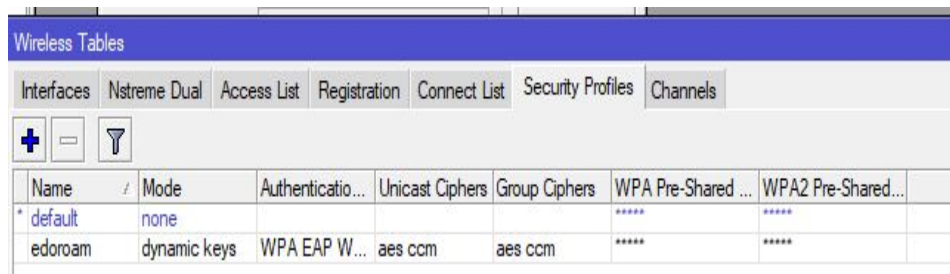 Wireless Tables
Interfaces Nstreme Dual Access List Registration Connect List Security Profiles Channels
Name / Mode Authenticatio... Unicast Ciphers Group Ciphers WPA Pre-Shared ... WPA2 Pre-Shared...
* default none ***** *****
edoroam dynamic keys WPA EAP W... aes ccm aes ccm ***** *****